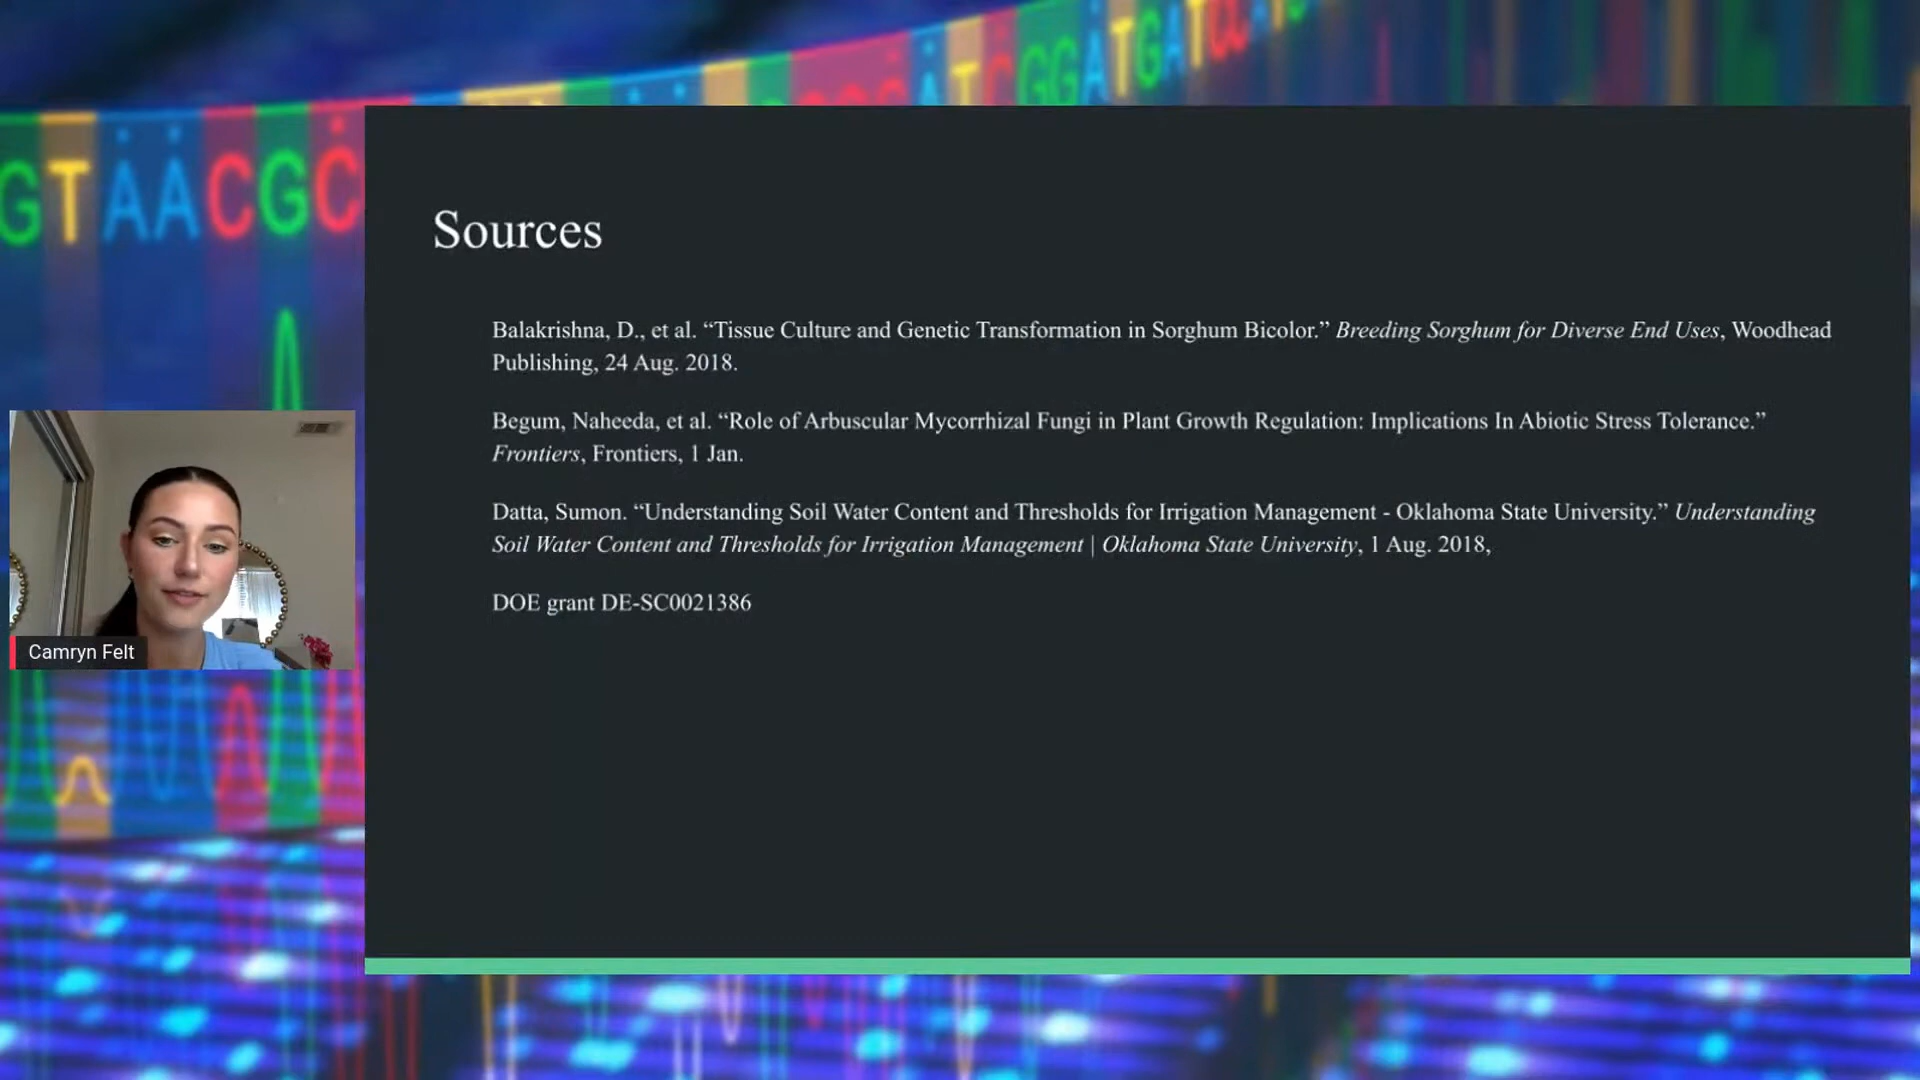 GTAACGC
ATCGGATGATCC
Sources
Balakrishna, D., et al. “Tissue Culture and Genetic Transformation in Sorghum Bicolor.” Breeding Sorghum for Diverse End Uses, Woodhead
Publishing, 24 Aug. 2018.
Begum, Naheeda, et al. “Role of Arbuscular Mycorrhizal Fungi in Plant Growth Regulation: Implications In Abiotic Stress Tolerance.”
Frontiers, Frontiers, 1 Jan.
Datta, Sumon. “Understanding Soil Water Content and Thresholds for Irrigation Management - Oklahoma State University.” Understanding
Soil Water Content and Thresholds for Irrigation Management | Oklahoma State University, 1 Aug. 2018,
DOE grant DE-SC0021386
Camryn Felt